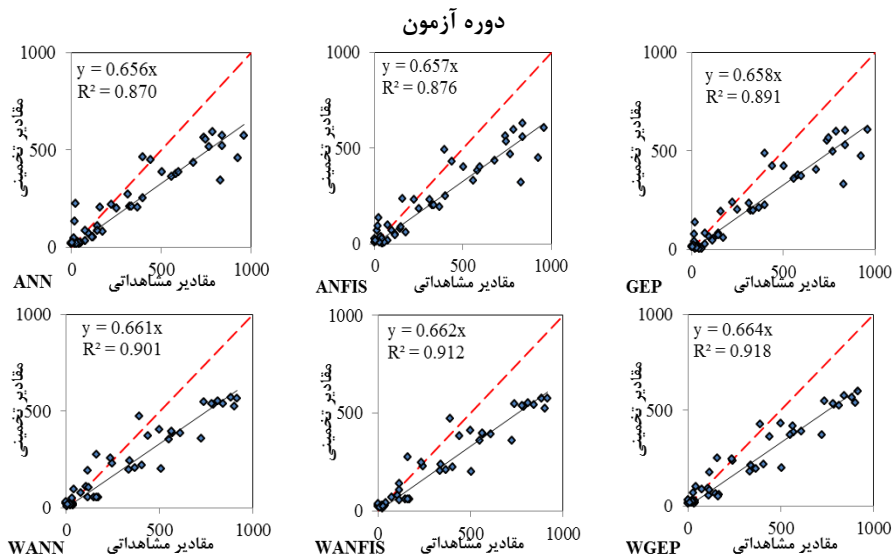 دوره آزمون
1000
500
0
y = 0.656x
R² = 0.870
مقادیر تخمینی
0
500
1000
مقادیر مشاهداتی
ANN
1000
500
0
y = 0.657x
R² = 0.876
مقادیر تخمینی
0
500
1000
مقادیر مشاهداتی
ANFIS
1000
500
0
y = 0.658x
R² = 0.891
مقادیر تخمینی
0
500
1000
مقادیر مشاهداتی
GEP
1000
500
0
y = 0.661x
R² = 0.901
مقادیر تخمینی
0
500
1000
مقادیر مشاهداتی
WANN
1000
500
0
y = 0.662x
R² = 0.912
مقادیر تخمینی
0
500
1000
مقادیر مشاهداتی
WANFIS
1000
500
0
y = 0.664x
R² = 0.918
مقادیر تخمینی
0
500
1000
مقادیر مشاهداتی
WGEP